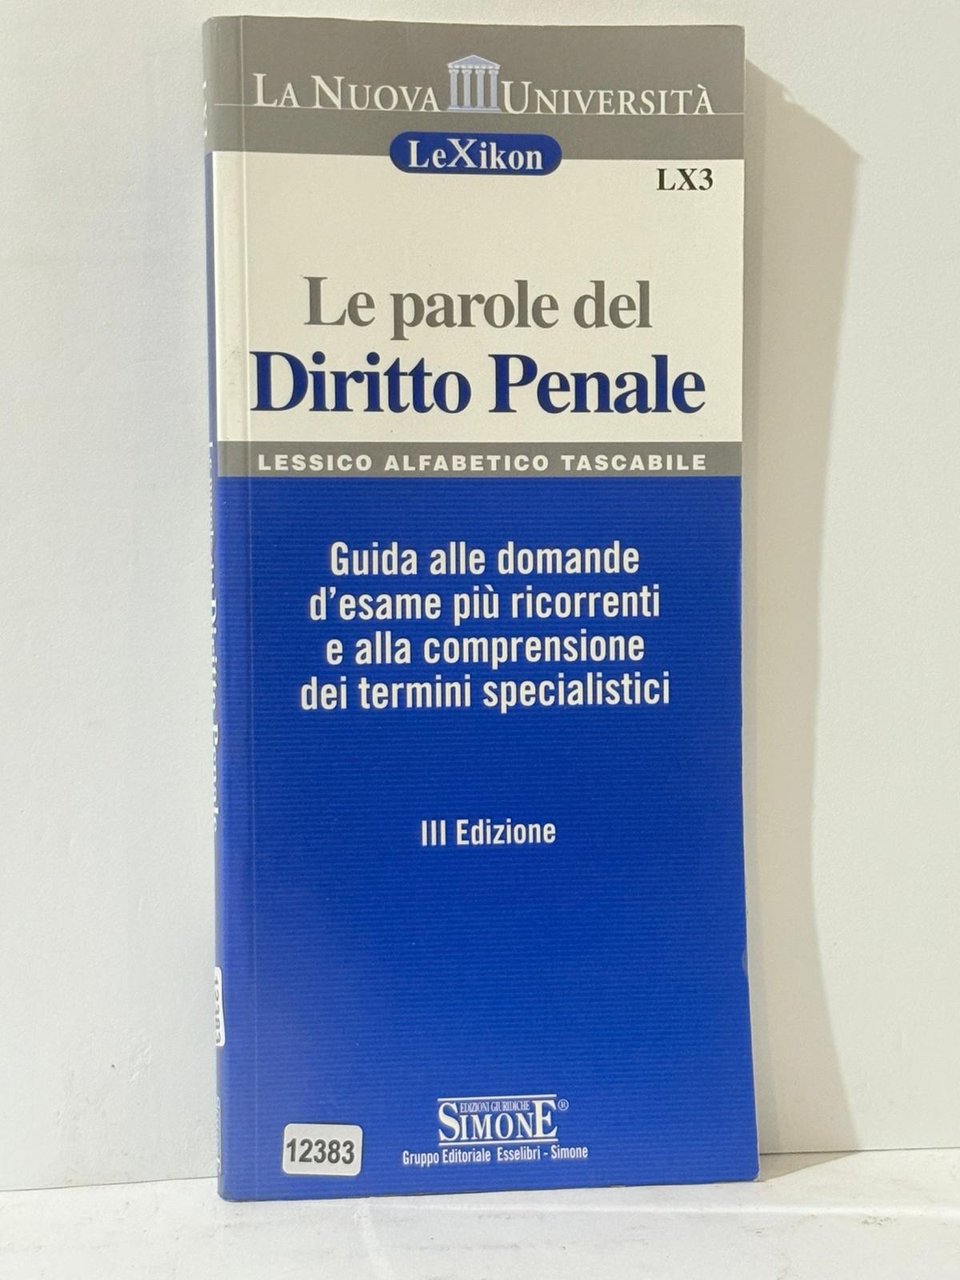 LA NUOVA UNIVERSITÀ
LeXikon
LX3
Le parole del
Diritto Penale
LESSICO ALFABETICO TASCABILE
Guida alle domande
d'esame più ricorrenti
e alla comprensione
dei termini specialistici
III Edizione
EDIZIONI GIURIDICHE
SIMONE®
Gruppo Editoriale Esselibri - Simone
12383
12383